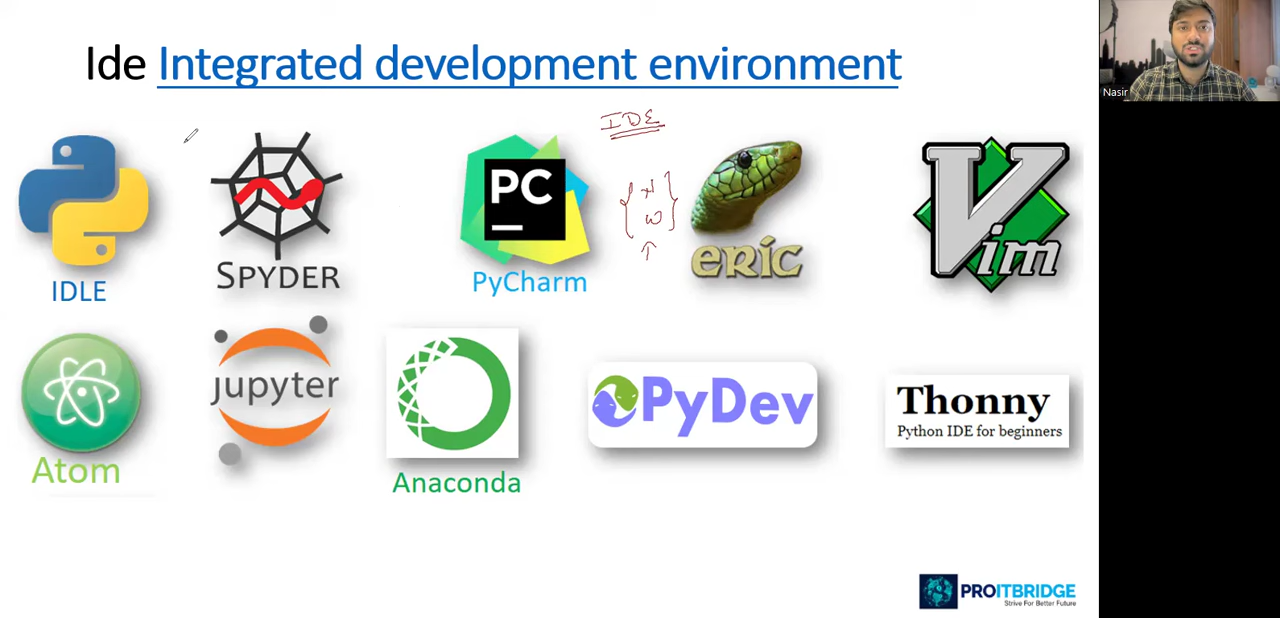 Ide Integrated development environment
Nasir
IDE
PC
SPYDER
eric
Vim
IDLE
PyCharm
w
jupyter
PyDev
Thonny
Python IDE for beginners
Atom
Anaconda
PROITBRIDGE
Strive For Better Future